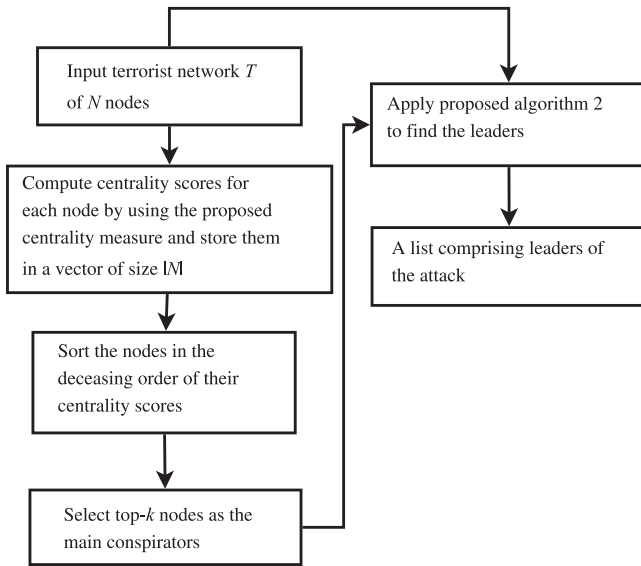 Input terrorist network T
of N nodes
Compute centrality scores for
each node by using the proposed
centrality measure and store them
in a vector of size |N|
Sort the nodes in the
deceasing order of their
centrality scores
Select top-k nodes as the
main conspirators
Apply proposed algorithm 2
to find the leaders
A list comprising leaders of
the attack